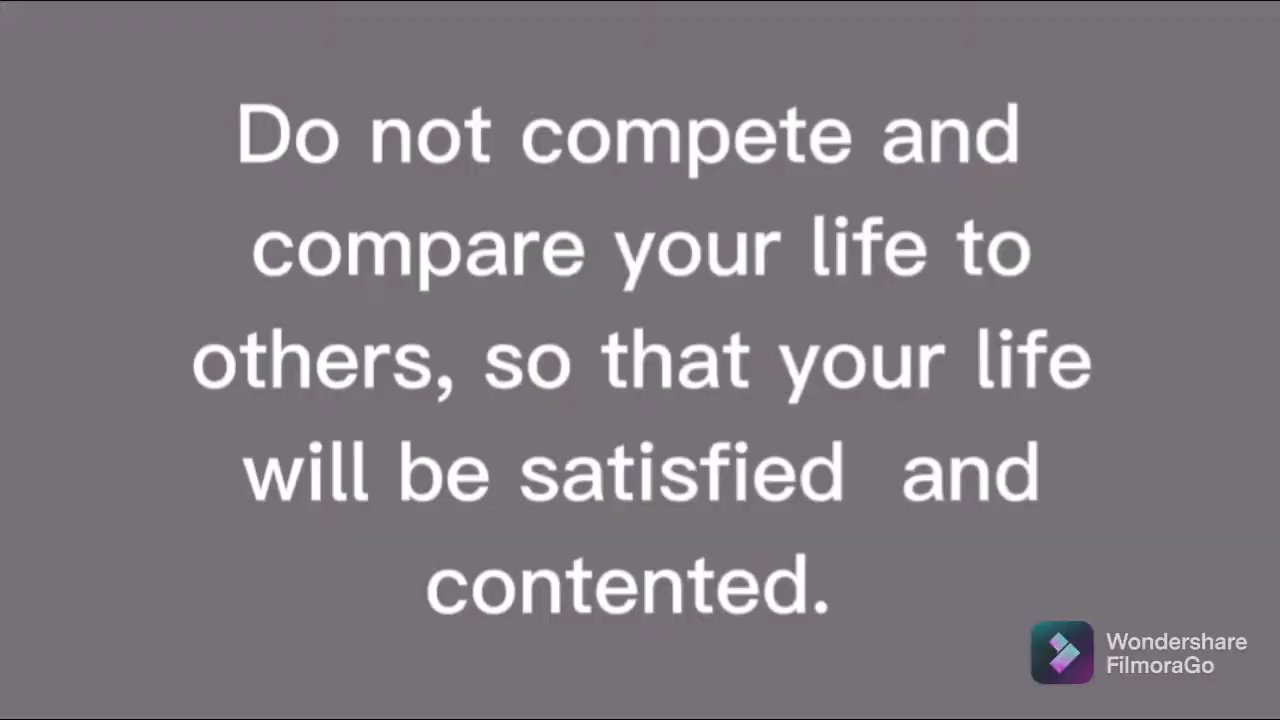 Do not compete and
compare your life to
others, so that your life
will be satisfied  and
contented.
Wondershare
FilmoraGo